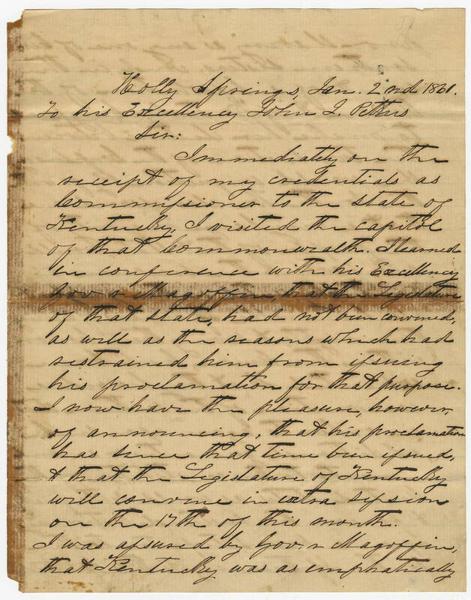 Holly Springs, Jan. 2nd 1861.
To his Excellency John J. Pettus
Sir:
Immediately on the
receipt of my credentials as
Commissioner to the state of
Kentucky, I visited the capitol
of that Commonwealth. I learned
in conference with his Excellency
Gov. Magoffin, that the Legislature
of that state, had not been convened,
as well as the reasons which had
restrained him from issuing
his proclamation for that purpose.
I now have the pleasure, however,
of announcing, that his proclamation
has since that time been issued,
& that the Legislature of Kentucky
will convene in extra session
on the 17th of this month.
I was assured by Gov. Magoffin,
that Kentucky was as emphatically